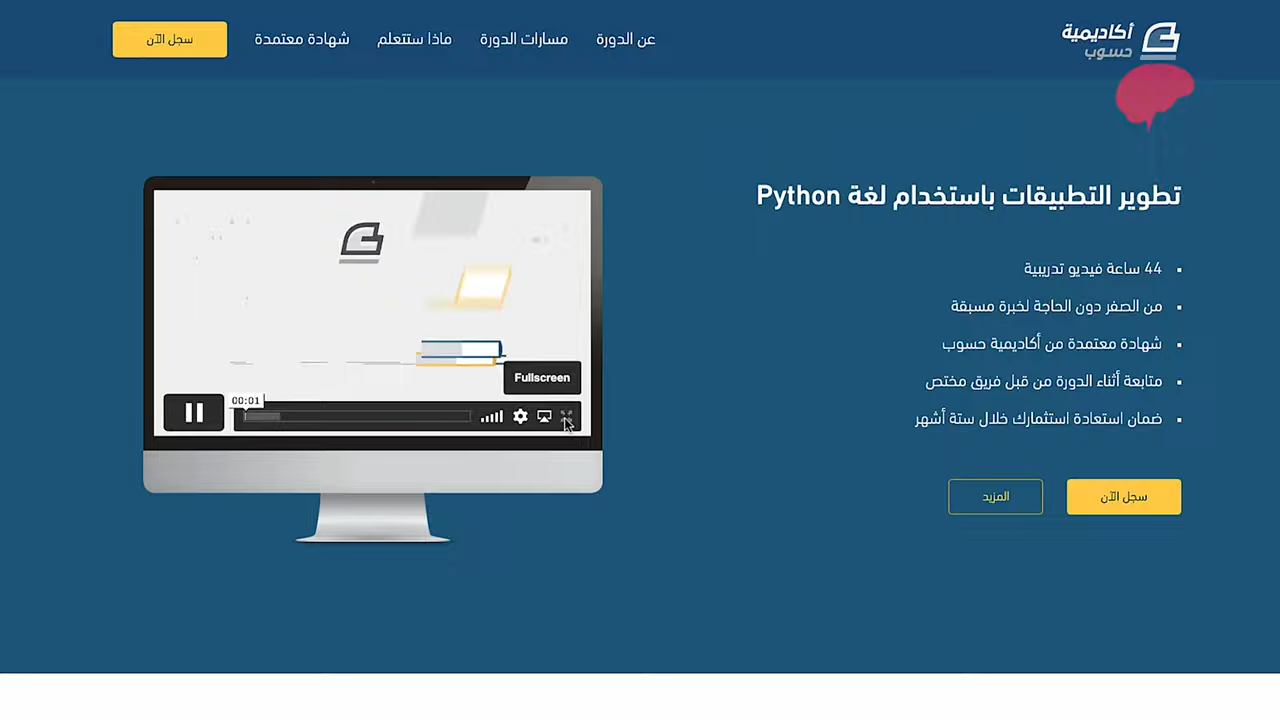 أكاديمية
حسوب
عن الدورة
مسارات الدورة
ماذا ستتعلم
شهادة معتمدة
سجل الآن
تطوير التطبيقات باستخدام لغة Python
44 ساعة فيديو تدريبية
من الصفر دون الحاجة لخبرة مسبقة
شهادة معتمدة من أكاديمية حسوب
متابعة أثناء الدورة من قبل فريق مختص
ضمان استعادة استثمارك خلال ستة أشهر
سجل الآن
المزيد
Fullscreen
00:01